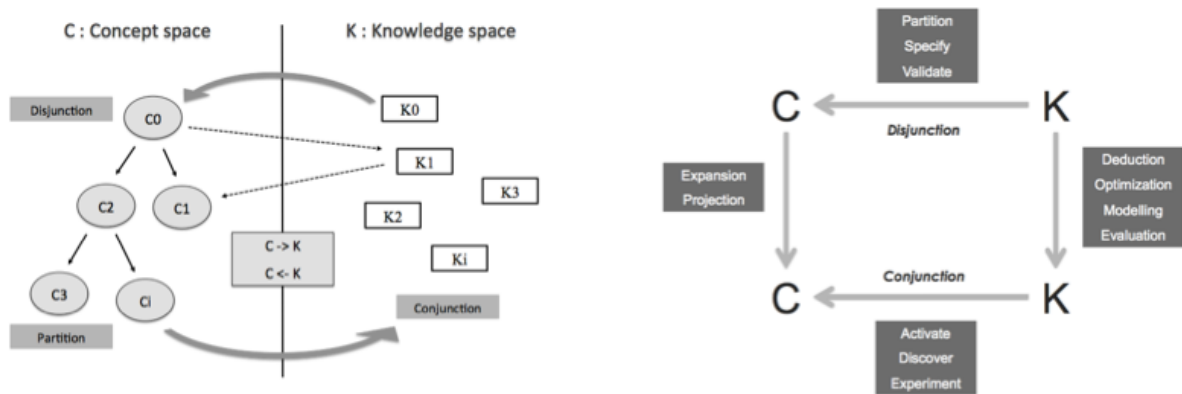 C : Concept space
K : Knowledge space
Disjunction
C0
K0
K1
C2
C1
K2
K3
C -> K
C <- K
Ki
C3
Ci
Partition
Conjunction
Partition
Specify
Validate
C
K
Disjunction
Expansion
Projection
Deduction
Optimization
Modelling
Evaluation
Conjunction
C
K
Activate
Discover
Experiment